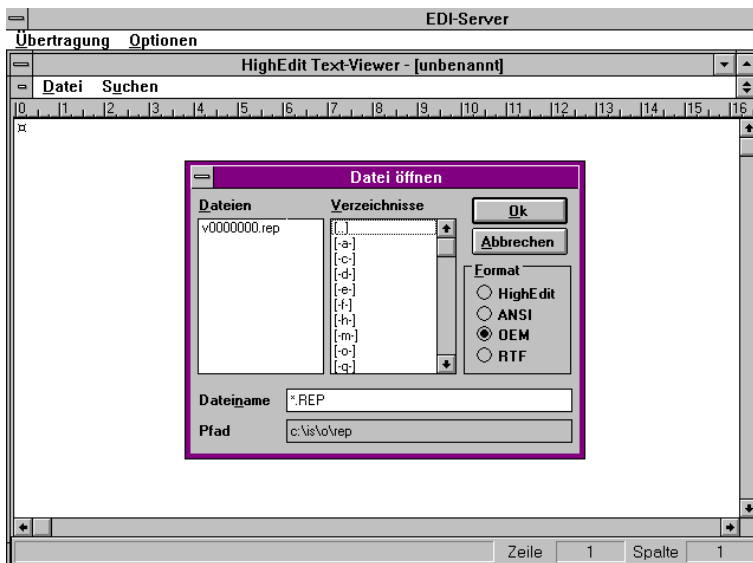 EDI-Server
Übertragung Optionen
HighEdit Text-Viewer - [unbenannt]
Datei Suchen
0 1 2 3 4 5 6 7 8 9 10 11 12 13 14 15 16
¤
Datei öffnen
Dateien
v0000000.rep
Verzeichnisse
[..]
[-a-]
[-c-]
[-d-]
[-e-]
[-f-]
[-h-]
[-m-]
[-o-]
[-q-]
Ok
Abbrechen
Format
HighEdit
ANSI
OEM
RTF
Dateiname *.REP
Pfad c:\is\o\rep
Zeile 1 Spalte 1